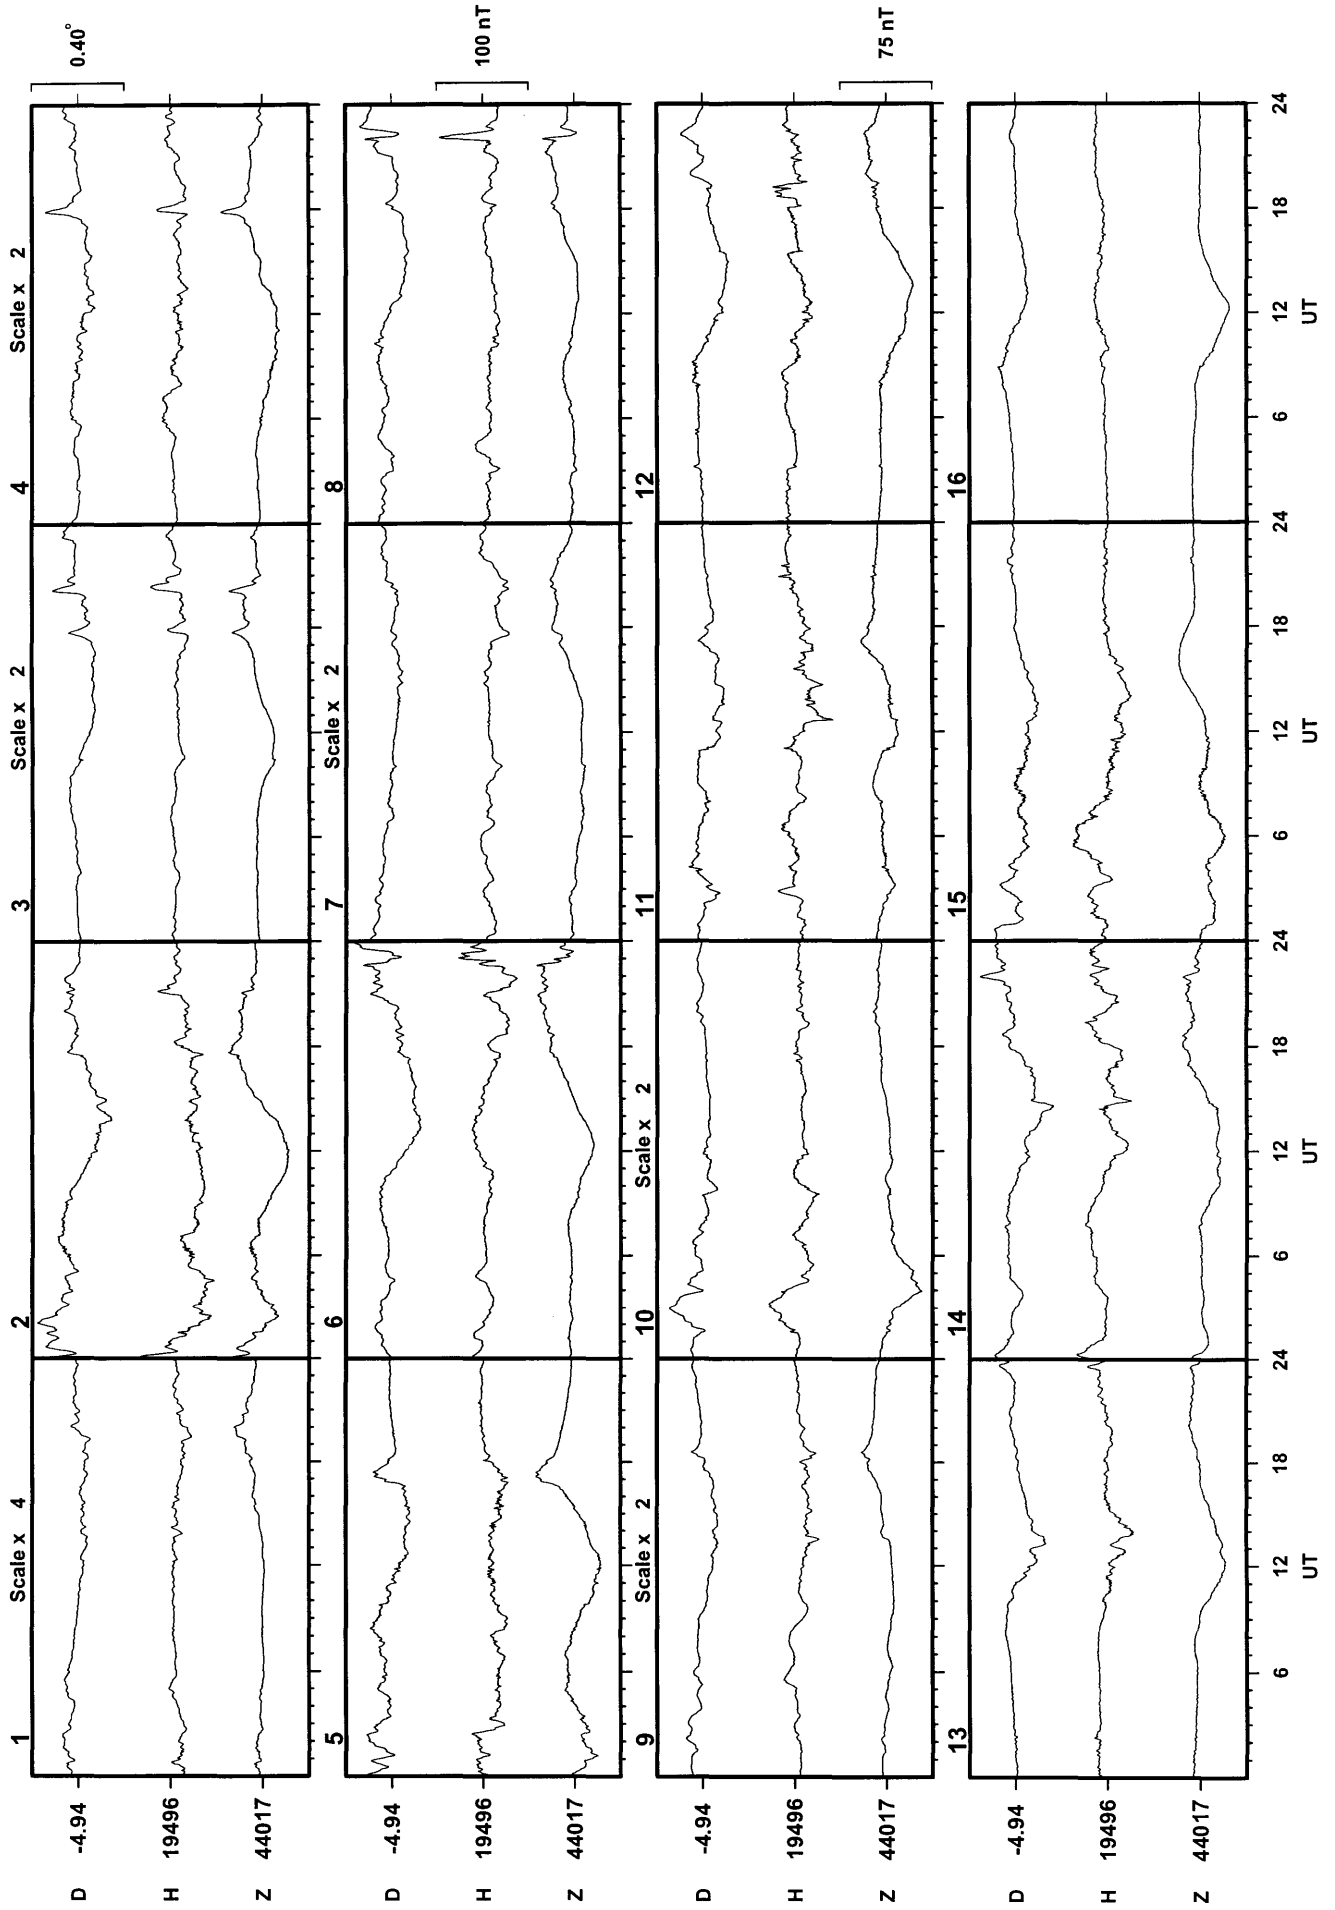 1 Scale x 4
2
3 Scale x 2
4 Scale x 2
0.40°
D -4.94
H 19496
Z 44017
5
6
7 Scale x 2
8
100 nT
D -4.94
H 19496
Z 44017
9 Scale x 2
10 Scale x 2
11
12
75 nT
D -4.94
H 19496
Z 44017
13
14
15
16
D -4.94
H 19496
Z 44017
6 12 18 24 6 12 18 24 6 12 18 24 6 12 18 24
UT UT UT UT